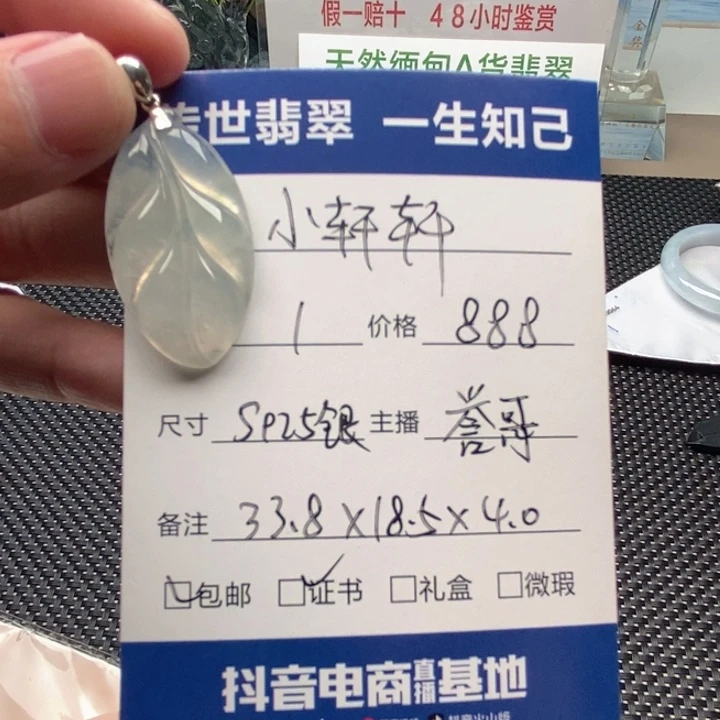 假一赔十 48小时鉴赏
天然缅甸A货翡翠
世翡翠 一生知己
小轩轩
1 价格 888
尺寸 SP25银 主播 誉哥
备注 33.8×18.5×4.0
包邮 证书 礼盒 微瑕
抖音电商直播基地